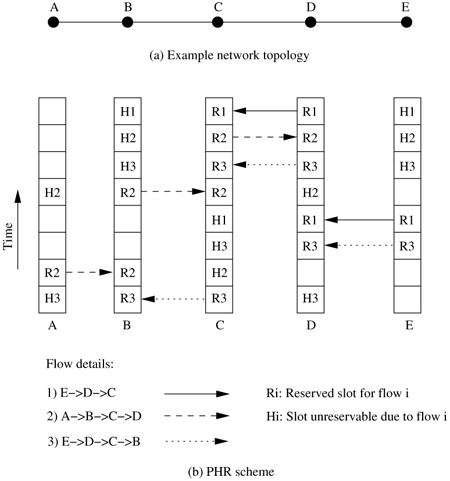 A B C D E
(a) Example network topology
H1 R1 R1 H1
H2 R2 R2 H2
H3 R3 R3 H3
H2 R2 R2 H2
H1 R1 R1
H3 R3 R3
R2 R2 H2
H3 R3 R3 H3
Time
A B C D E
Flow details:
1) E->D->C Ri: Reserved slot for flow i
2) A->B->C->D Hi: Slot unreservable due to flow i
3) E->D->C->B
(b) PHR scheme